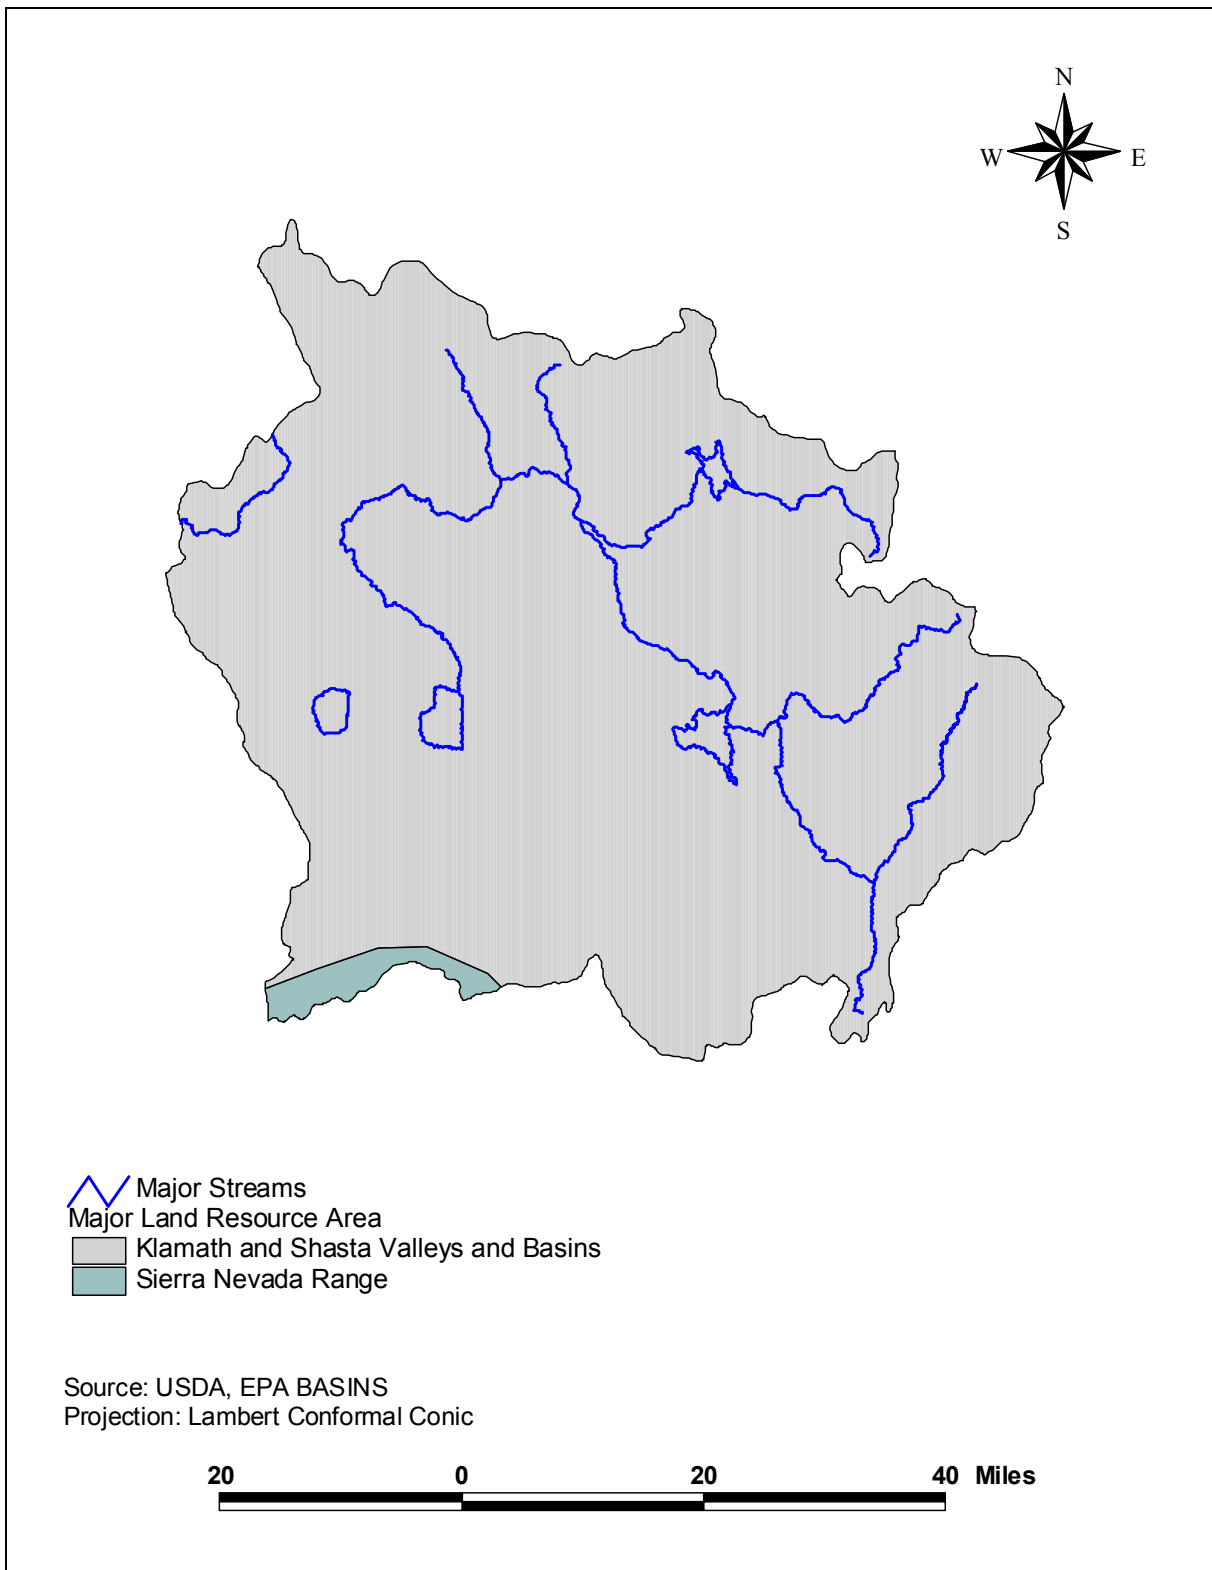 N
W E
S
Major Streams
Major Land Resource Area
Klamath and Shasta Valleys and Basins
Sierra Nevada Range
Source: USDA, EPA BASINS
Projection: Lambert Conformal Conic
20 0 20 40 Miles